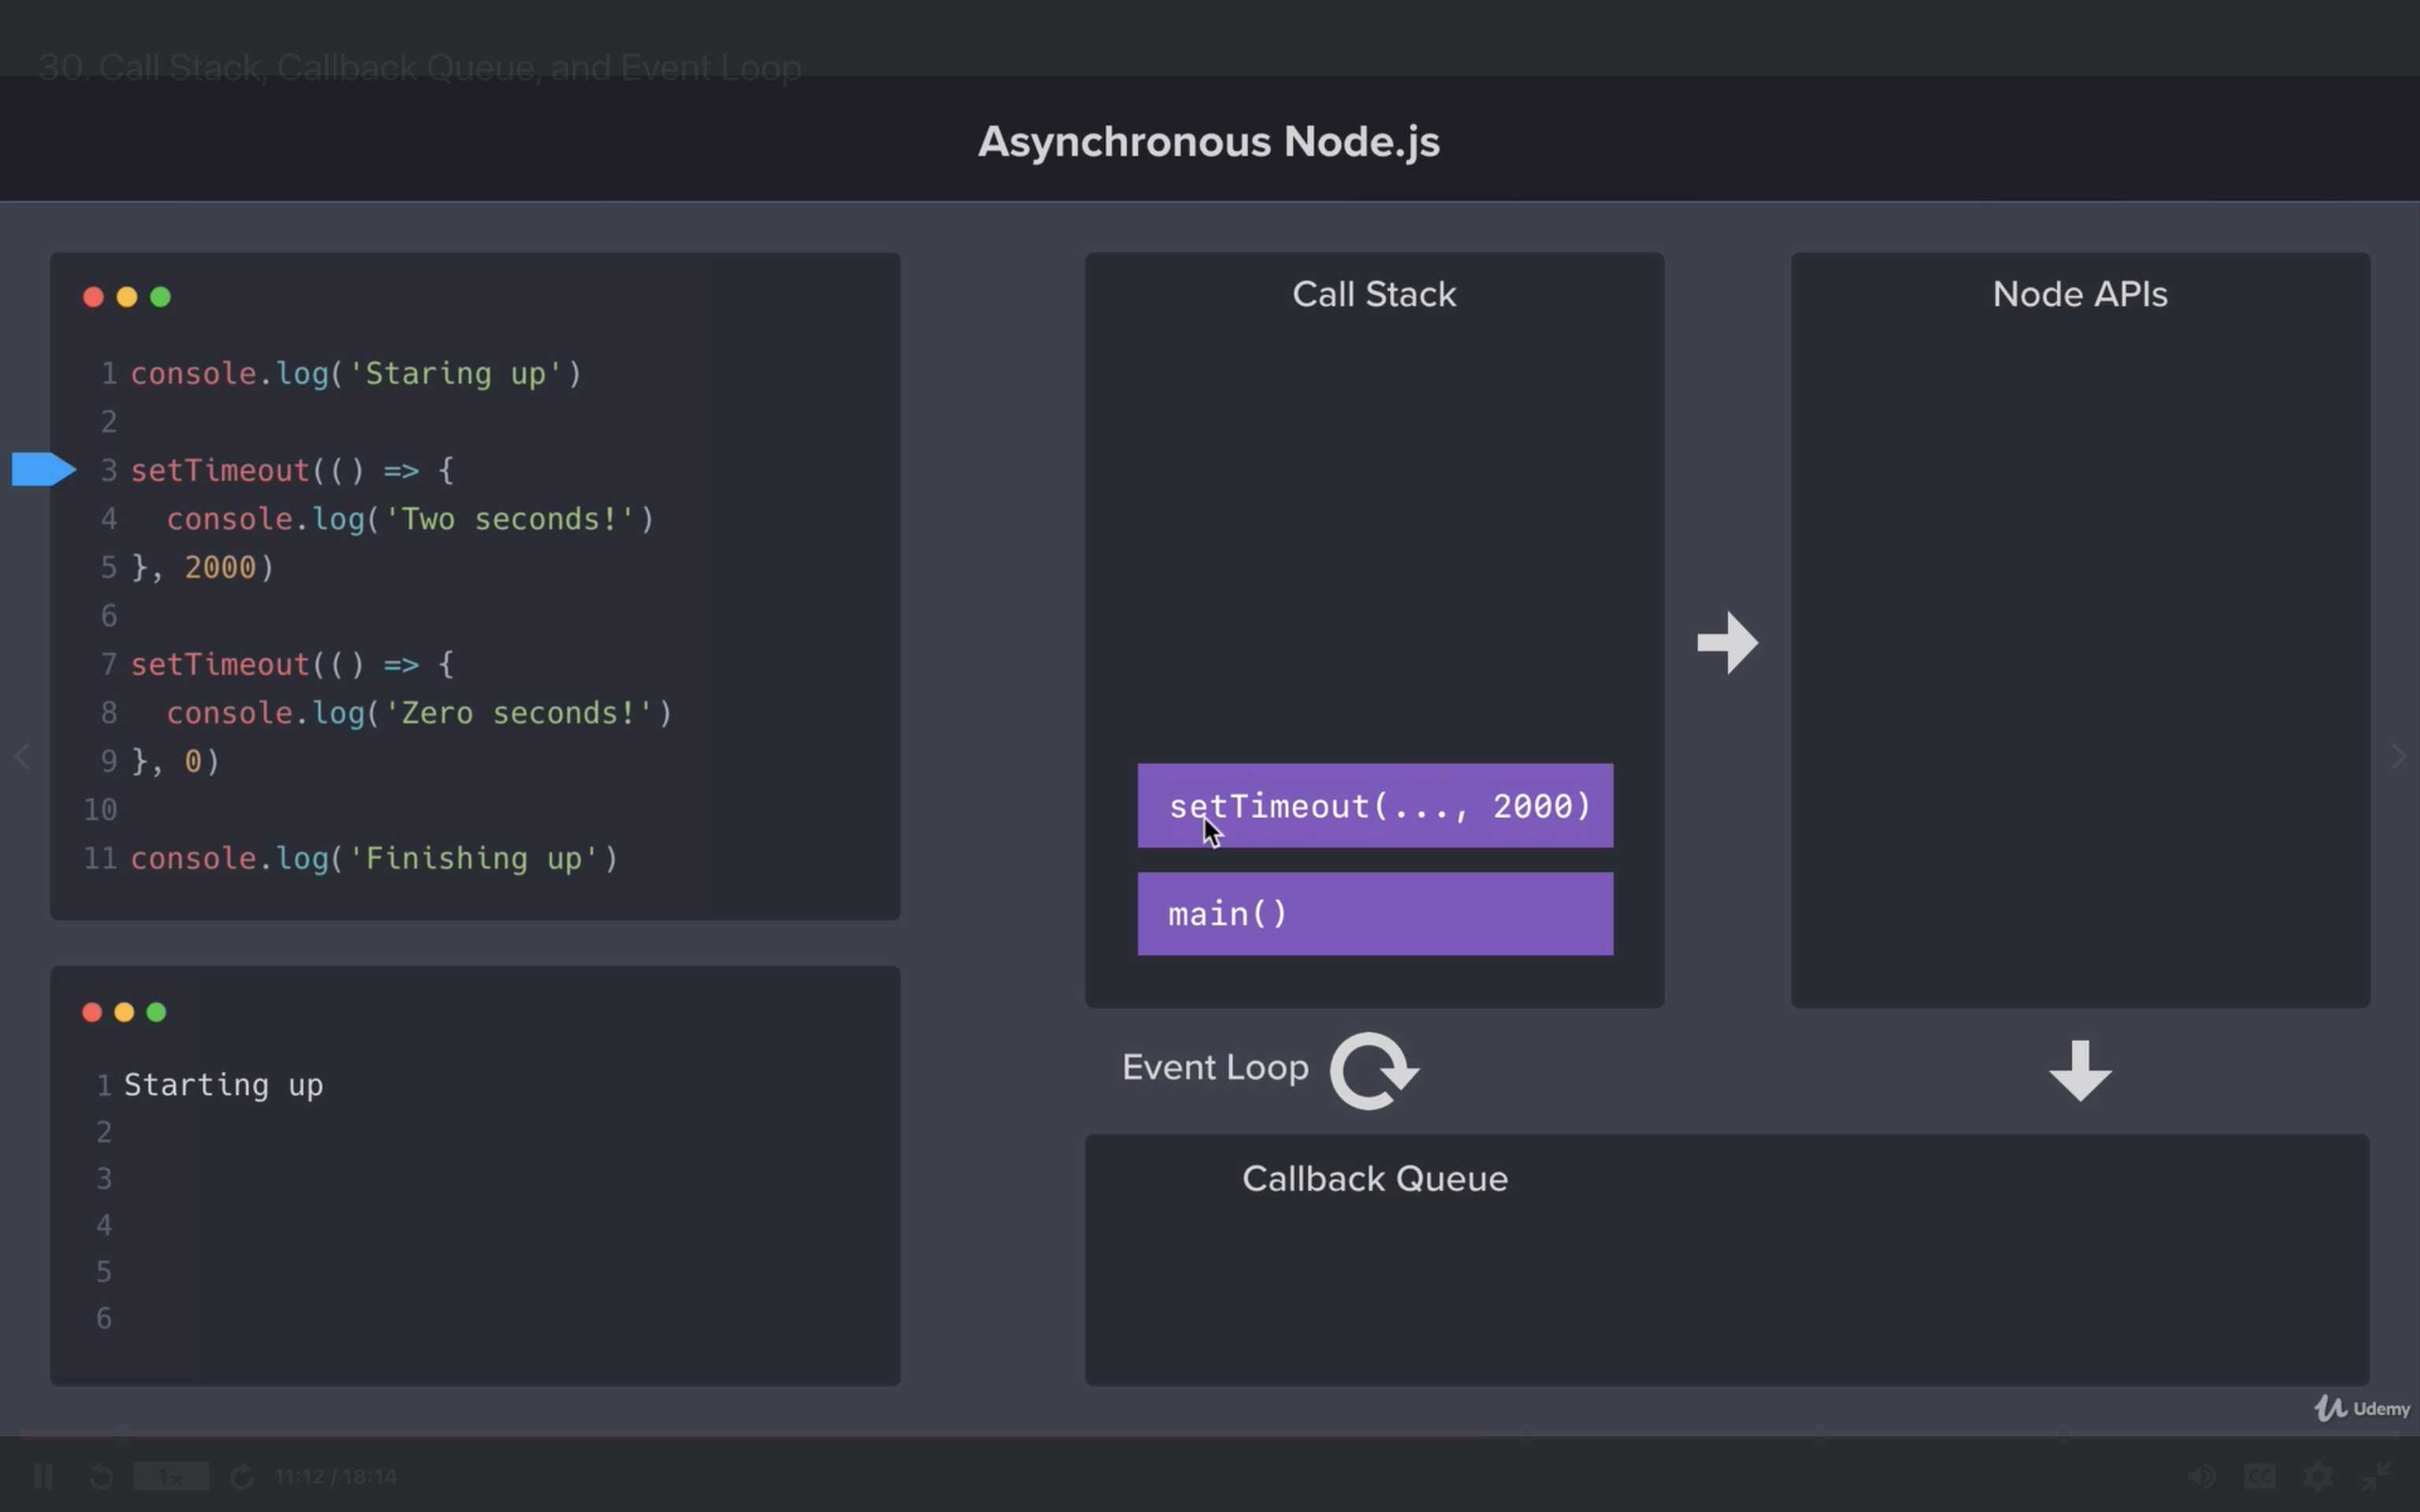 30. Call Stack, Callback Queue, and Event Loop
Asynchronous Node.js
1 console.log('Staring up')
2
3 setTimeout(() => {
4   console.log('Two seconds!')
5 }, 2000)
6
7 setTimeout(() => {
8   console.log('Zero seconds!')
9 }, 0)
10
11 console.log('Finishing up')
1 Starting up
2
3
4
5
6
Call Stack
setTimeout(..., 2000)
main()
Node APIs
Event Loop
Callback Queue
Udemy
1x
11:12 / 18:14
CC